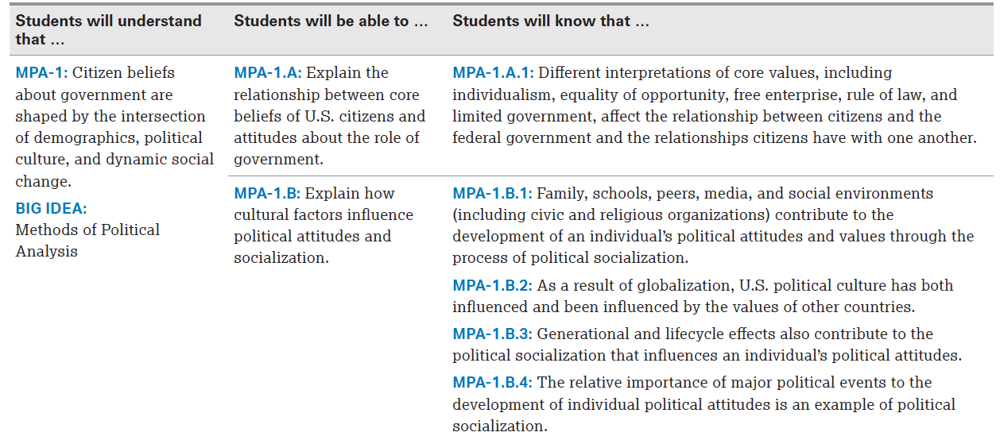 Students will understand that …
Students will be able to …
Students will know that …
MPA-1: Citizen beliefs
about government are
shaped by the intersection
of demographics, political
culture, and dynamic social
change.
BIG IDEA:
Methods of Political
Analysis
MPA-1.A: Explain the
relationship between core
beliefs of U.S. citizens and
attitudes about the role of
government.
MPA-1.A.1: Different interpretations of core values, including
individualism, equality of opportunity, free enterprise, rule of law, and
limited government, affect the relationship between citizens and the
federal government and the relationships citizens have with one another.
MPA-1.B: Explain how
cultural factors influence
political attitudes and
socialization.
MPA-1.B.1: Family, schools, peers, media, and social environments
(including civic and religious organizations) contribute to the
development of an individual’s political attitudes and values through the
process of political socialization.
MPA-1.B.2: As a result of globalization, U.S. political culture has both
influenced and been influenced by the values of other countries.
MPA-1.B.3: Generational and lifecycle effects also contribute to the
political socialization that influences an individual’s political attitudes.
MPA-1.B.4: The relative importance of major political events to the
development of individual political attitudes is an example of political
socialization.